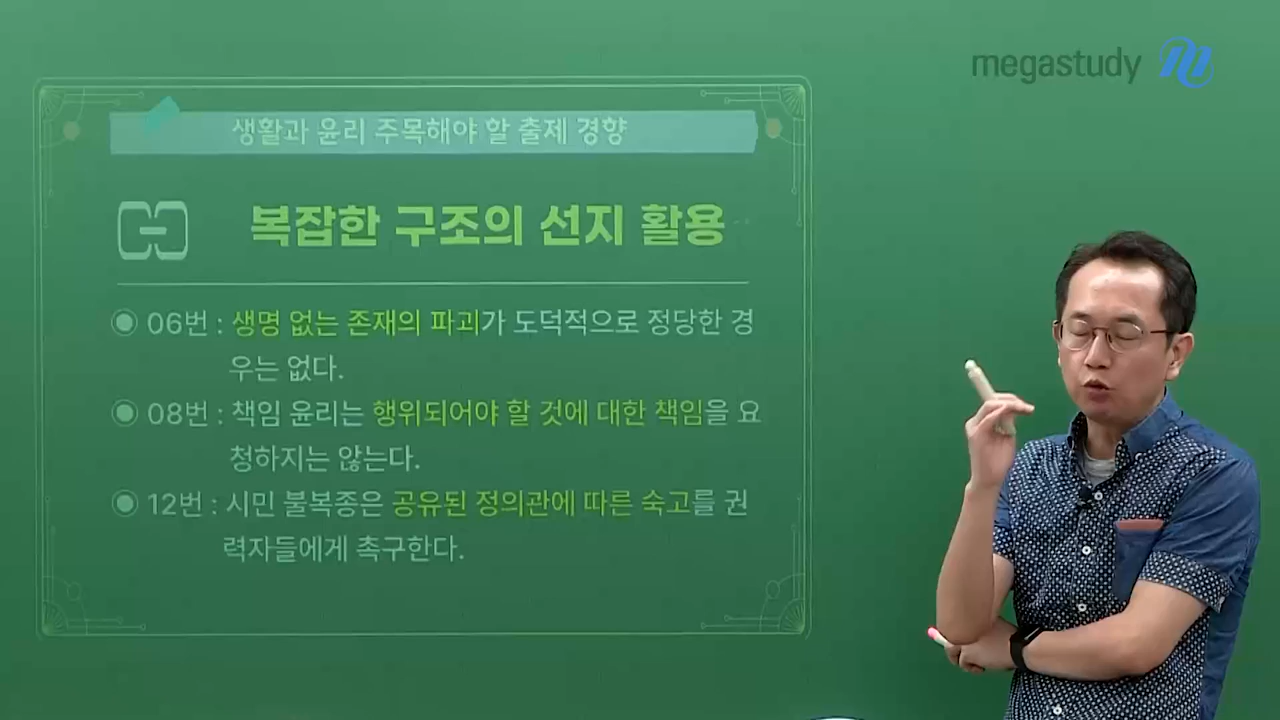 megastudy
생활과 윤리 주목해야 할 출제 경향
복잡한 구조의 선지 활용
06번 : 생명 없는 존재의 파괴가 도덕적으로 정당한 경
우는 없다.
08번 : 책임 윤리는 행위되어야 할 것에 대한 책임을 요
청하지는 않는다.
12번 : 시민 불복종은 공유된 정의관에 따른 숙고를 권
력자들에게 촉구한다.